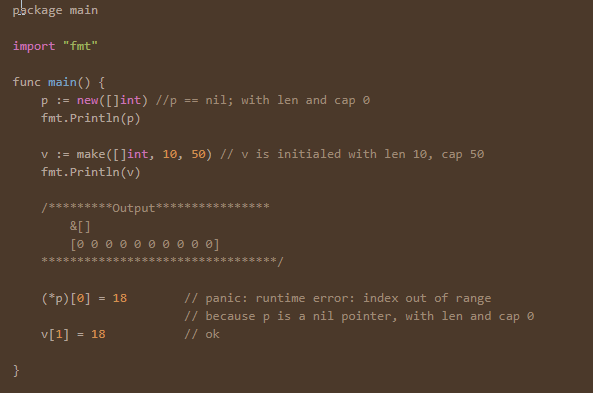 package main
import "fmt"
func main() {
    p := new([]int) //p == nil; with len and cap 0
    fmt.Println(p)
    v := make([]int, 10, 50) // v is initialed with len 10, cap 50
    fmt.Println(v)
    /*********Output****************
        &[]
        [0 0 0 0 0 0 0 0 0 0]
    *********************************/
    (*p)[0] = 18        // panic: runtime error: index out of range
                        // because p is a nil pointer, with len and cap 0
    v[1] = 18           // ok
}